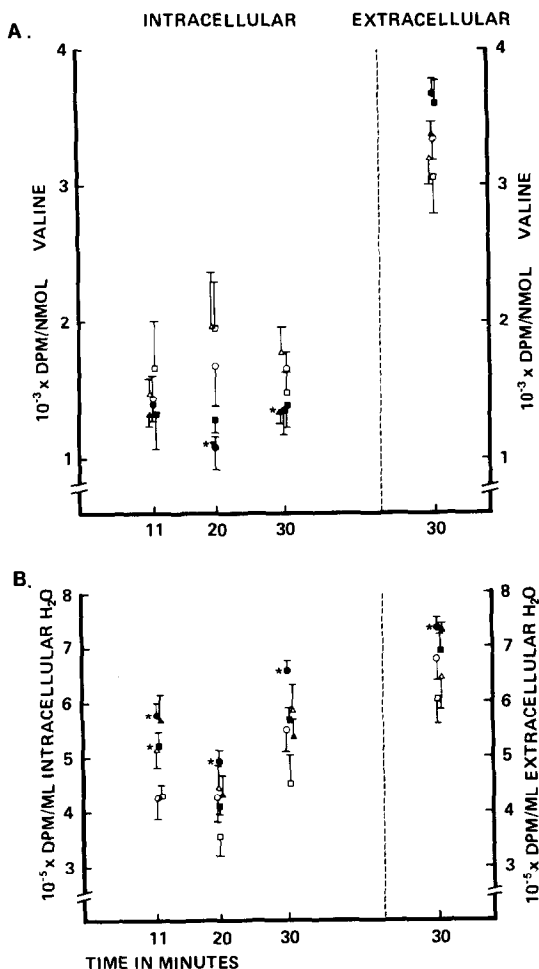 INTRACELLULAR EXTRACELLULAR
A.
4 4
3 3
2 2
1 1
10⁻³ x DPM/NMOL VALINE
10⁻³ x DPM/NMOL VALINE
* * *
11 20 30 30
B.
8 8
7 7
6 6
5 5
4 4
3 3
10⁻⁵ x DPM/ML INTRACELLULAR H₂O
10⁻⁵ x DPM/ML EXTRACELLULAR H₂O
* * * * *
11 20 30 30
TIME IN MINUTES